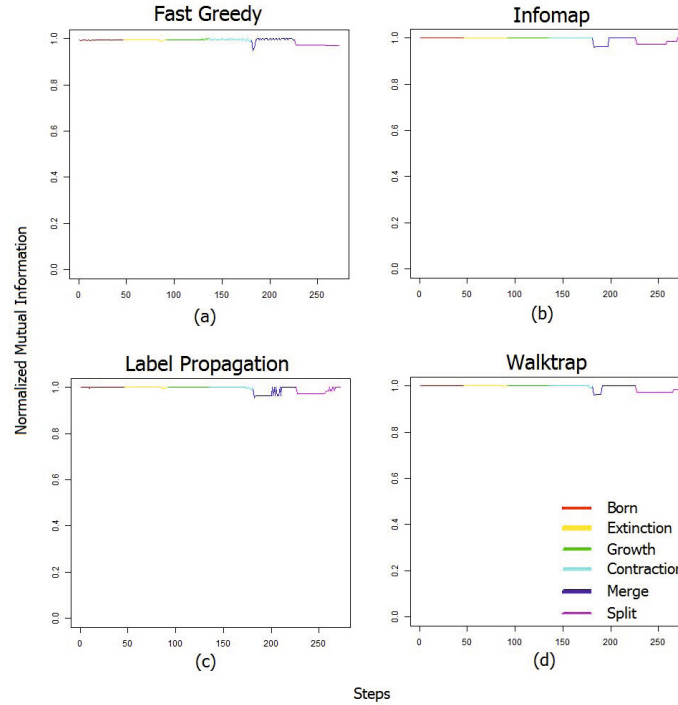 Fast Greedy
Infomap
1.0
0.8
0.6
0.4
0.2
0.0
0 50 100 150 200 250
(a)
1.0
0.8
0.6
0.4
0.2
0.0
0 50 100 150 200 250
(b)
Normalized Mutual Information
Label Propagation
Walktrap
1.0
0.8
0.6
0.4
0.2
0.0
0 50 100 150 200 250
(c)
1.0
0.8
0.6
0.4
0.2
0.0
0 50 100 150 200 250
(d)
Born
Extinction
Growth
Contraction
Merge
Split
Steps